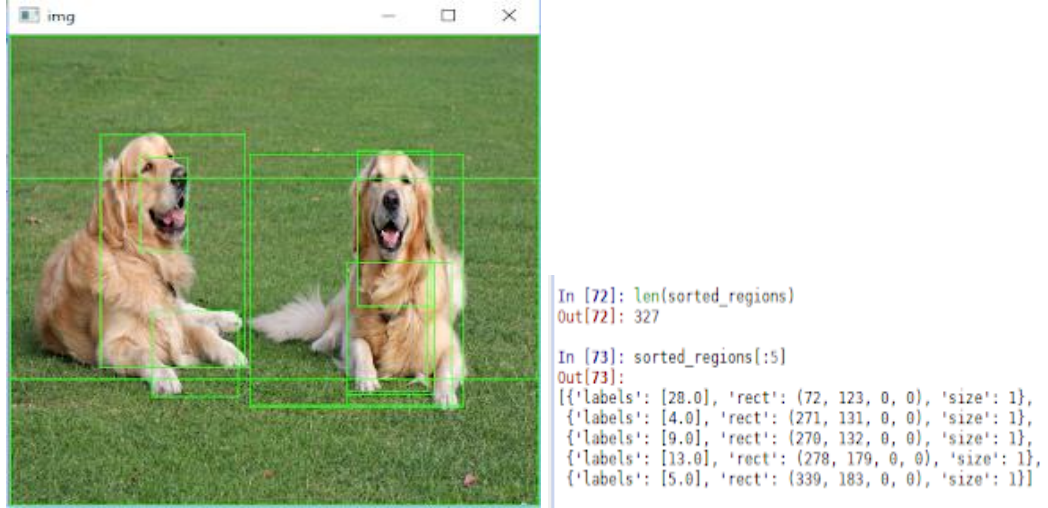 img
In [72]: len(sorted_regions)
Out[72]: 327
In [73]: sorted_regions[:5]
Out[73]:
[{'labels': [28.0], 'rect': (72, 123, 0, 0), 'size': 1},
{'labels': [4.0], 'rect': (271, 131, 0, 0), 'size': 1},
{'labels': [9.0], 'rect': (270, 132, 0, 0), 'size': 1},
{'labels': [13.0], 'rect': (278, 179, 0, 0), 'size': 1},
{'labels': [5.0], 'rect': (339, 183, 0, 0), 'size': 1}]